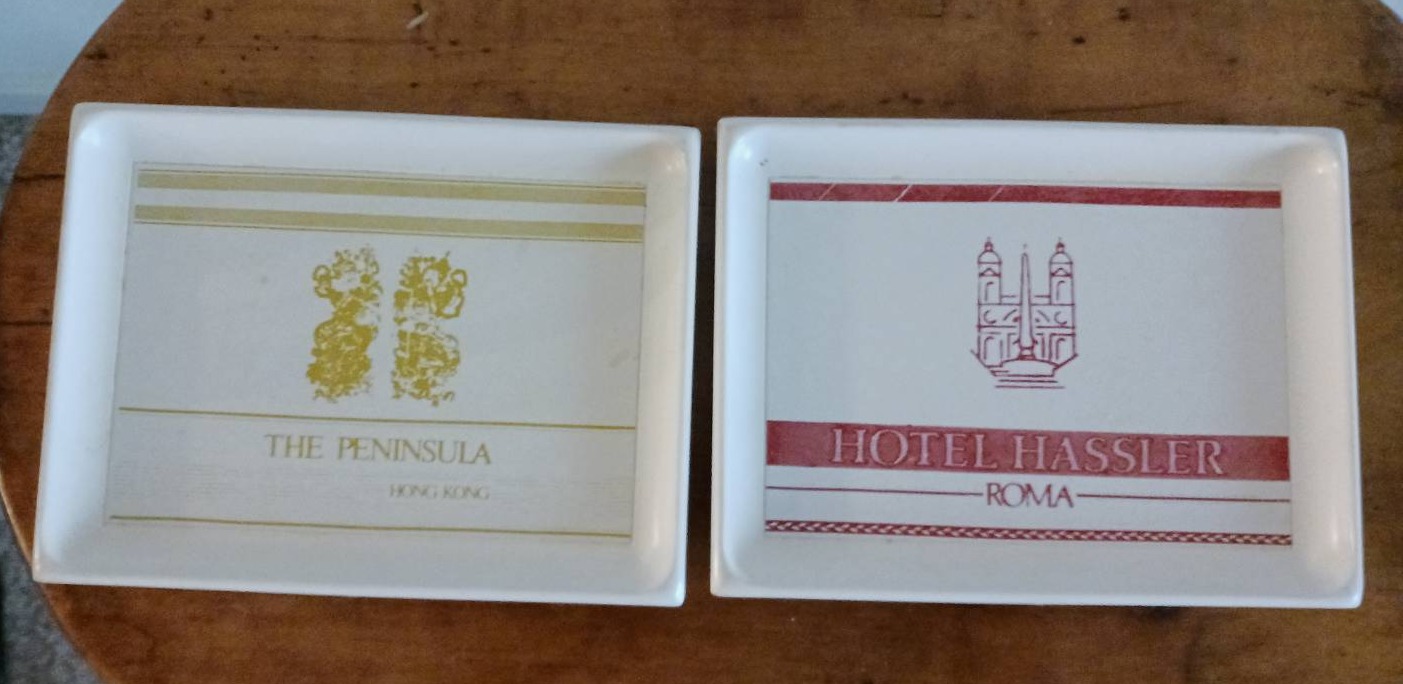 THE PENINSULA
HONG KONG
HOTEL HASSLER
ROMA